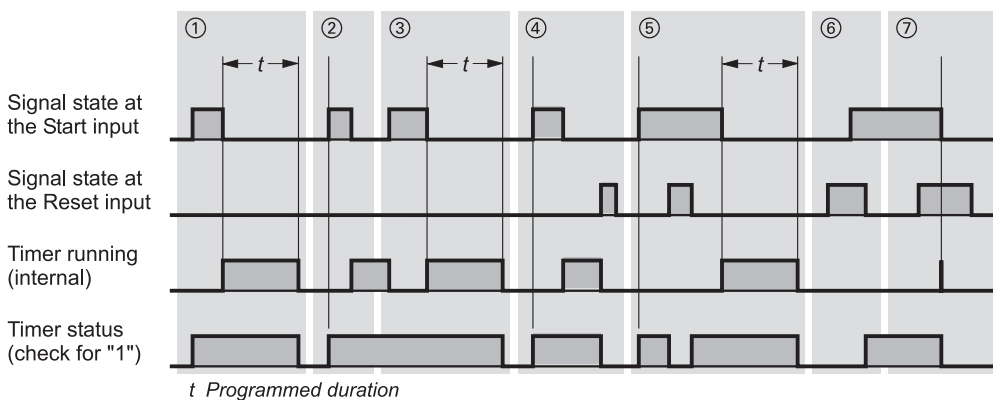 ① ② ③ ④ ⑤ ⑥ ⑦
t t t
Signal state at
the Start input
Signal state at
the Reset input
Timer running
(internal)
Timer status
(check for "1")
t Programmed duration